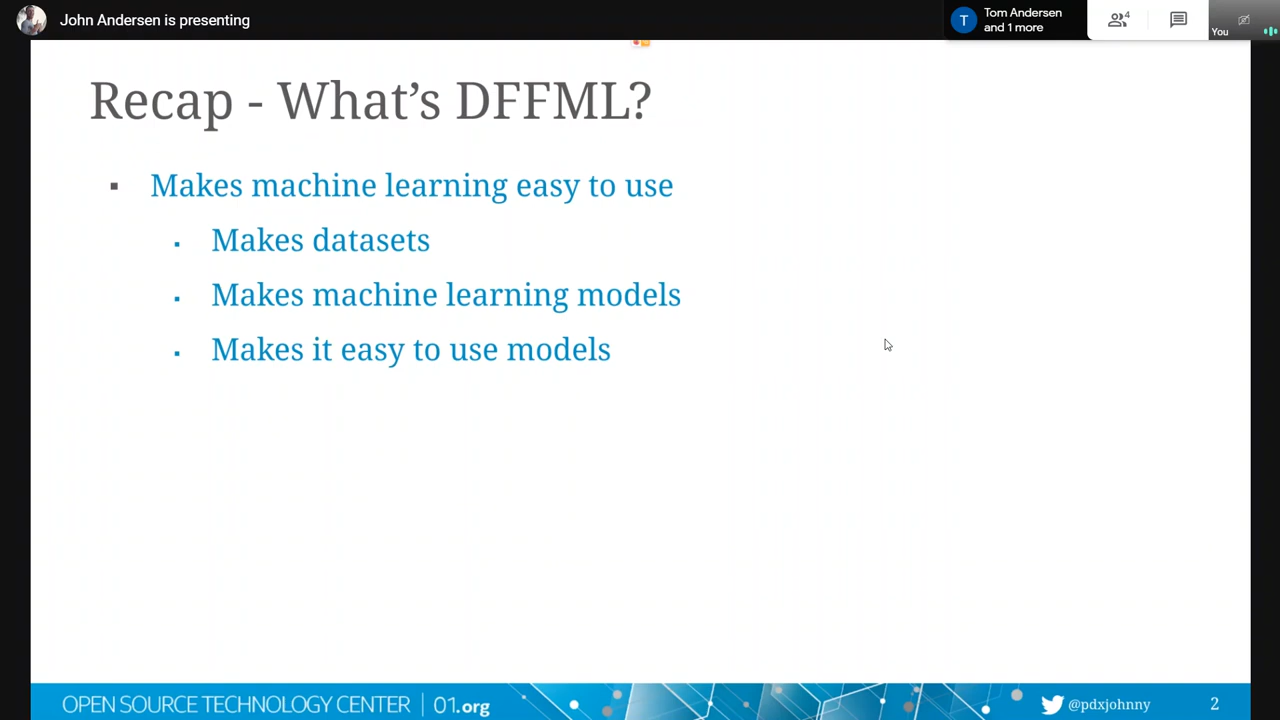 John Andersen is presenting
T
Tom Andersen
and 1 more
4
You
Recap - What's DFFML?
Makes machine learning easy to use
Makes datasets
Makes machine learning models
Makes it easy to use models
OPEN SOURCE TECHNOLOGY CENTER | 01.org
@pdxjohnny
2